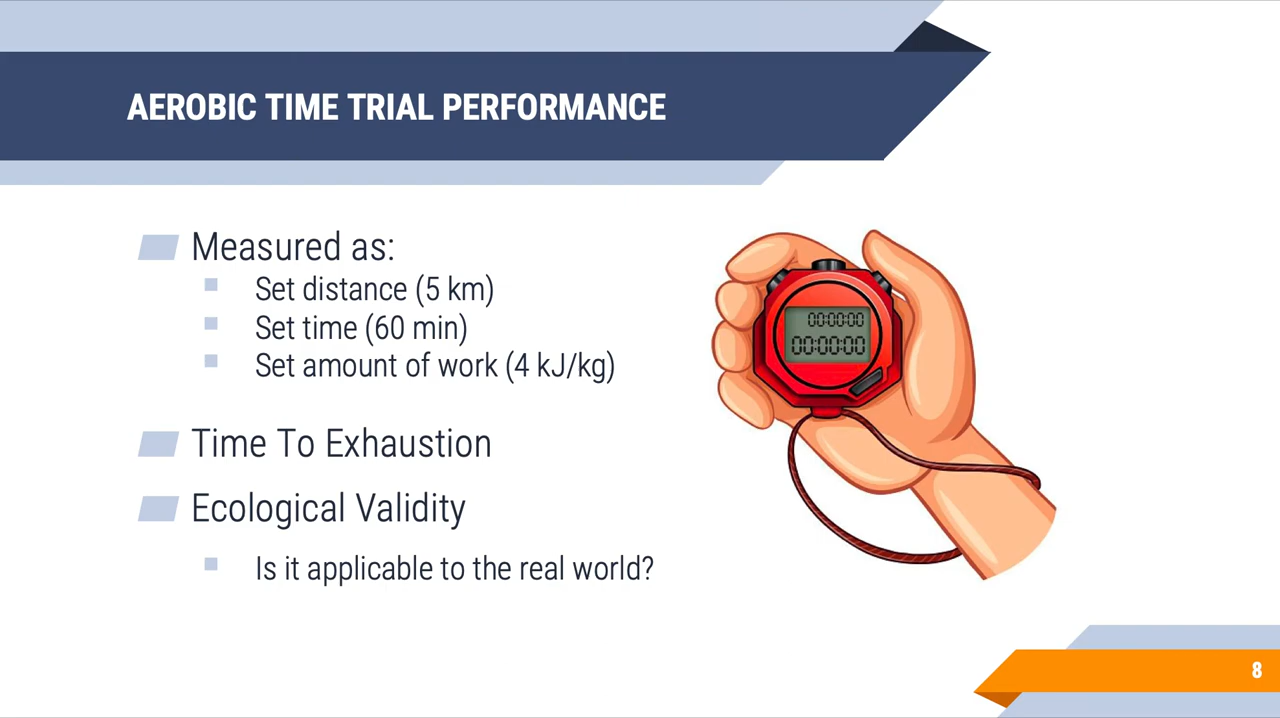 AEROBIC TIME TRIAL PERFORMANCE
Measured as:
Set distance (5 km)
Set time (60 min)
Set amount of work (4 kJ/kg)
Time To Exhaustion
Ecological Validity
Is it applicable to the real world?
00:00:00
00:00:00
8